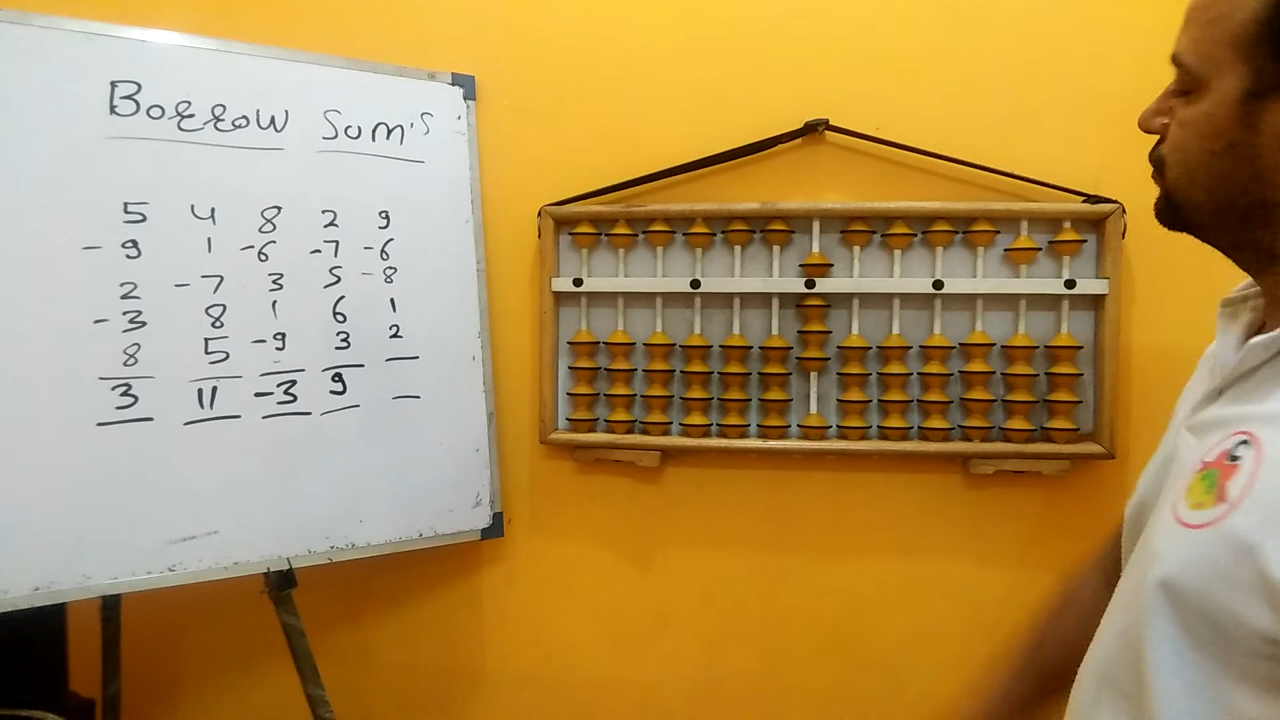 Borrow Sum's
5 4 8 2 9
-9 1 -6 -7 -6
2 -7 3 5 -8
-3 8 1 6 1
8 5 -9 3 2
3 11 -3 9